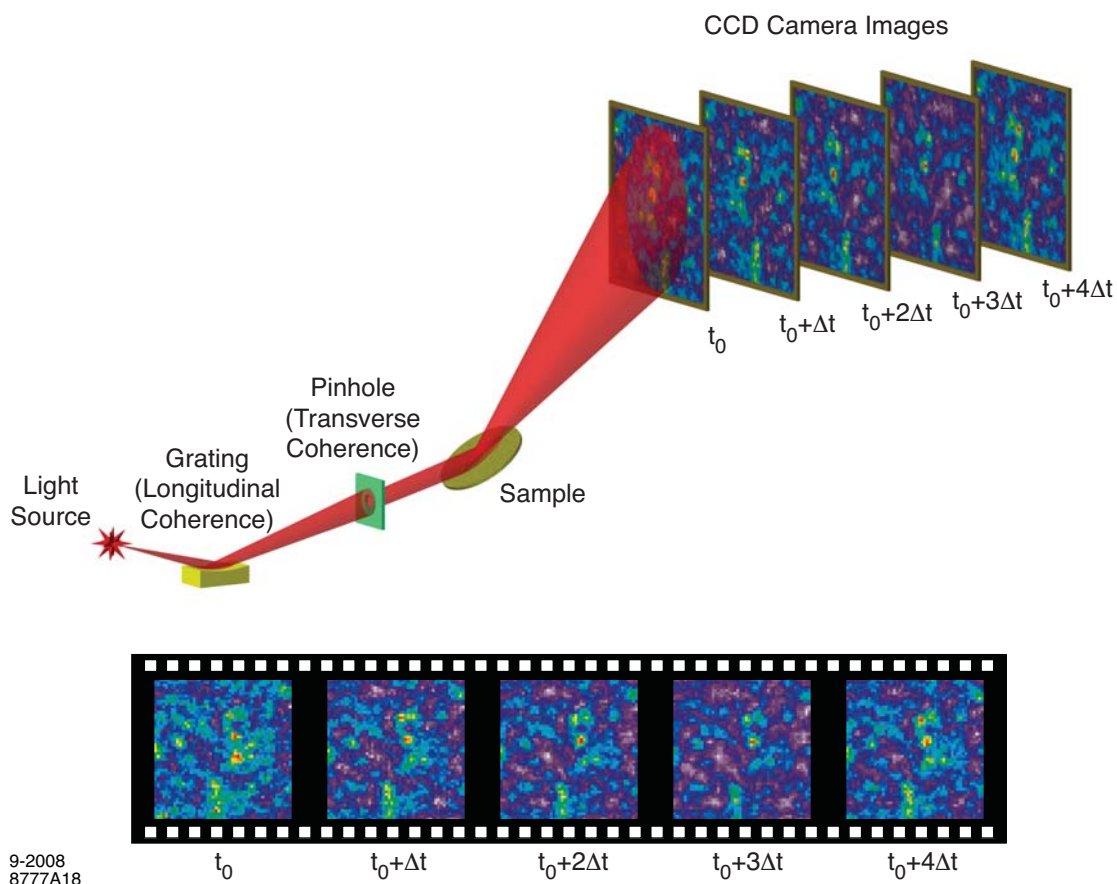 CCD Camera Images
t₀
t₀+Δt
t₀+2Δt
t₀+3Δt
t₀+4Δt
Pinhole
(Transverse
Coherence)
Grating
(Longitudinal
Coherence)
Light
Source
Sample
t₀
t₀+Δt
t₀+2Δt
t₀+3Δt
t₀+4Δt
9-2008
8777A18